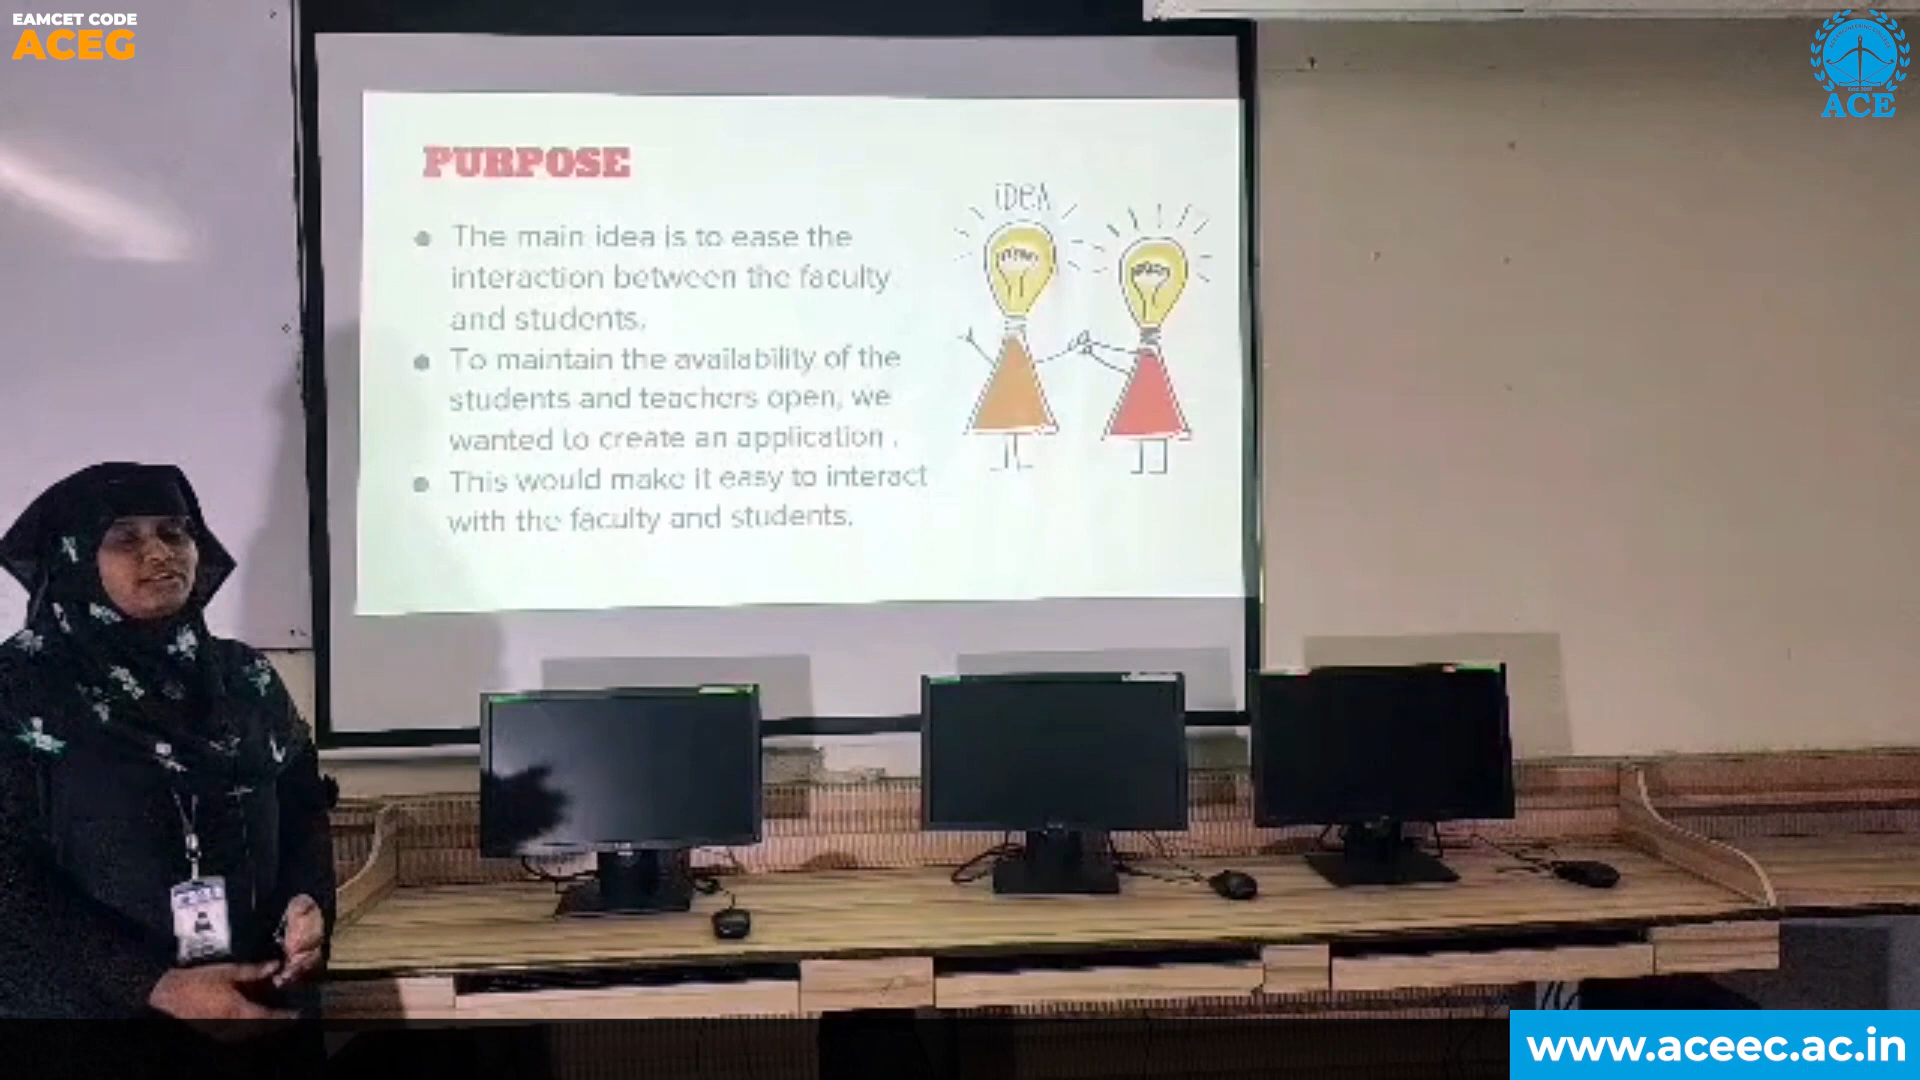 EAMCET CODE
ACEG
ACE
PURPOSE
IDEA
● The main idea is to ease the
interaction between the faculty
and students.
● To maintain the availability of the
students and teachers open, we
wanted to create an application .
● This would make it easy to interact
with the faculty and students.
www.aceec.ac.in